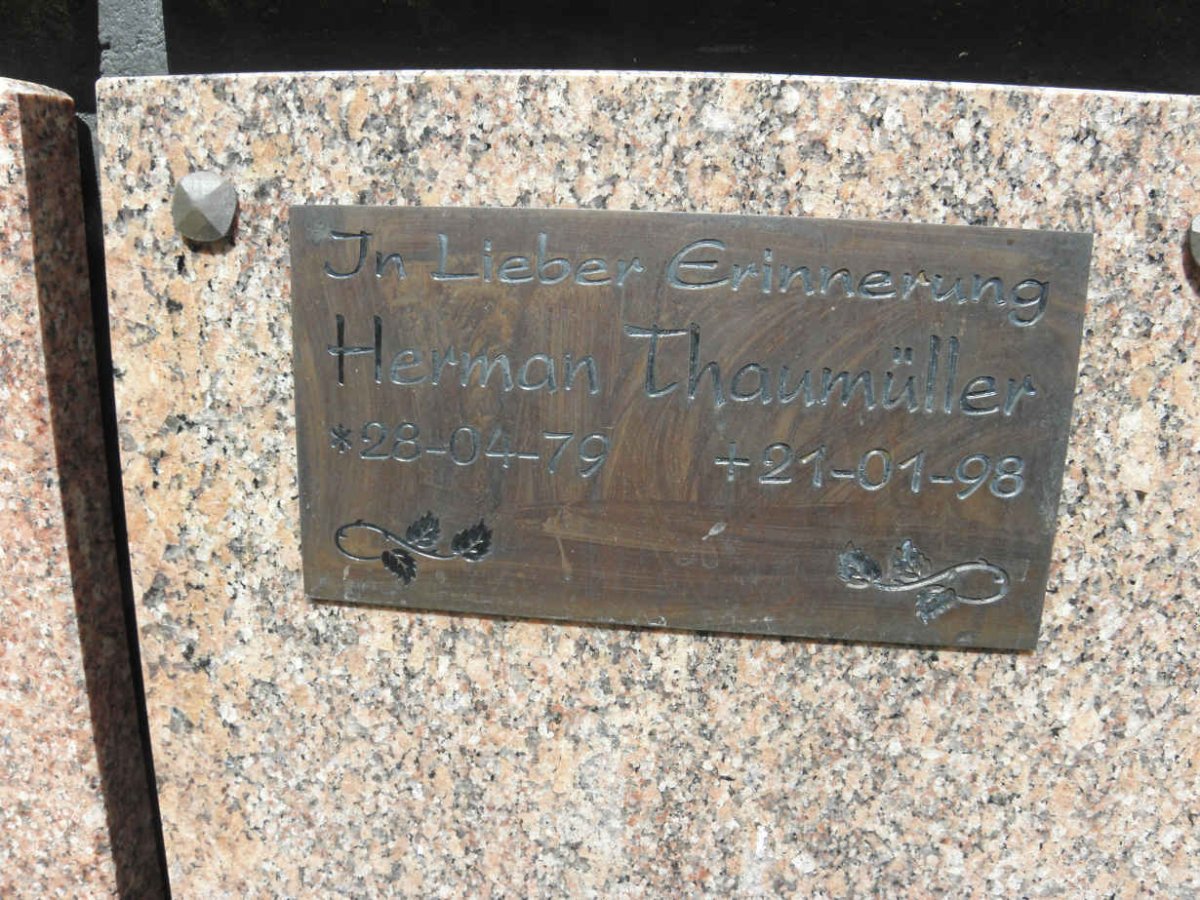 In Lieber Erinnerung
Herman Thaumüller
*28-04-79 +21-01-98